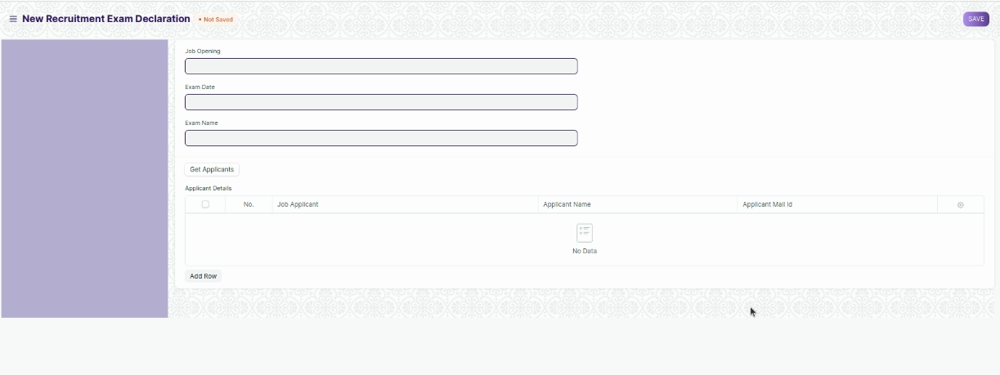 New Recruitment Exam Declaration • Not Saved SAVE
Job Opening
Exam Date
Exam Name
Get Applicants
Applicant Details
No. Job Applicant Applicant Name Applicant Mail Id
No Data
Add Row